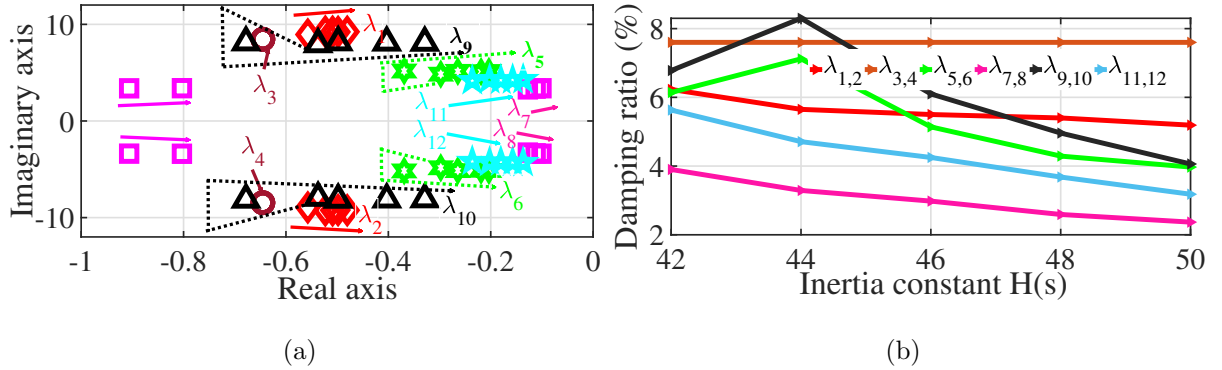 Imaginary axis
10
0
-10
-1
-0.8
-0.6
-0.4
-0.2
0
Real axis
λ1
λ9
λ5
λ3
λ11
λ7
λ12
λ8
λ4
λ2
λ10
λ6
(a)
Damping ratio (%)
8
6
4
2
42
44
46
48
50
Inertia constant H(s)
λ1,2
λ3,4
λ5,6
λ7,8
λ9,10
λ11,12
(b)